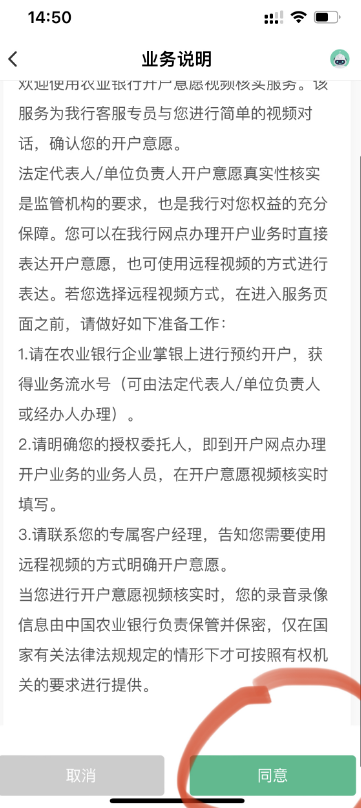 14:50
业务说明
欢迎使用农业银行开户意愿视频核实服务。该
服务为我行客服专员与您进行简单的视频对
话，确认您的开户意愿。
法定代表人/单位负责人开户意愿真实性核实
是监管机构的要求，也是我行对您权益的充分
保障。您可以在我行网点办理开户业务时直接
表达开户意愿，也可使用远程视频的方式进行
表达。若您选择远程视频方式，在进入服务页
面之前，请做好如下准备工作：
1.请在农业银行企业掌银上进行预约开户，获
得业务流水号（可由法定代表人/单位负责人
或经办人办理）。
2.请明确您的授权委托人，即到开户网点办理
开户业务的业务人员，在开户意愿视频核实时
填写。
3.请联系您的专属客户经理，告知您需要使用
远程视频的方式明确开户意愿。
当您进行开户意愿视频核实时，您的录音录像
信息由中国农业银行负责保管并保密，仅在国
家有关法律法规规定的情形下才可按照有权机
关的要求进行提供。
取消
同意